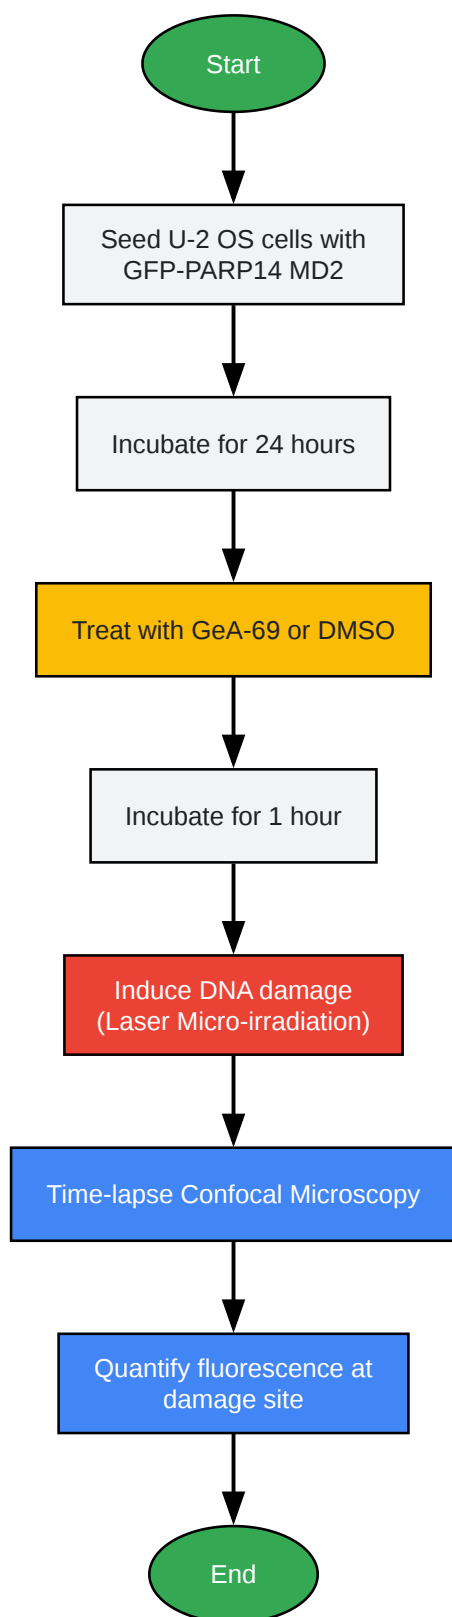 Start
Seed U-2 OS cells with
GFP-PARP14 MD2
Incubate for 24 hours
Treat with GeA-69 or DMSO
Incubate for 1 hour
Induce DNA damage
(Laser Micro-irradiation)
Time-lapse Confocal Microscopy
Quantify fluorescence at
damage site
End